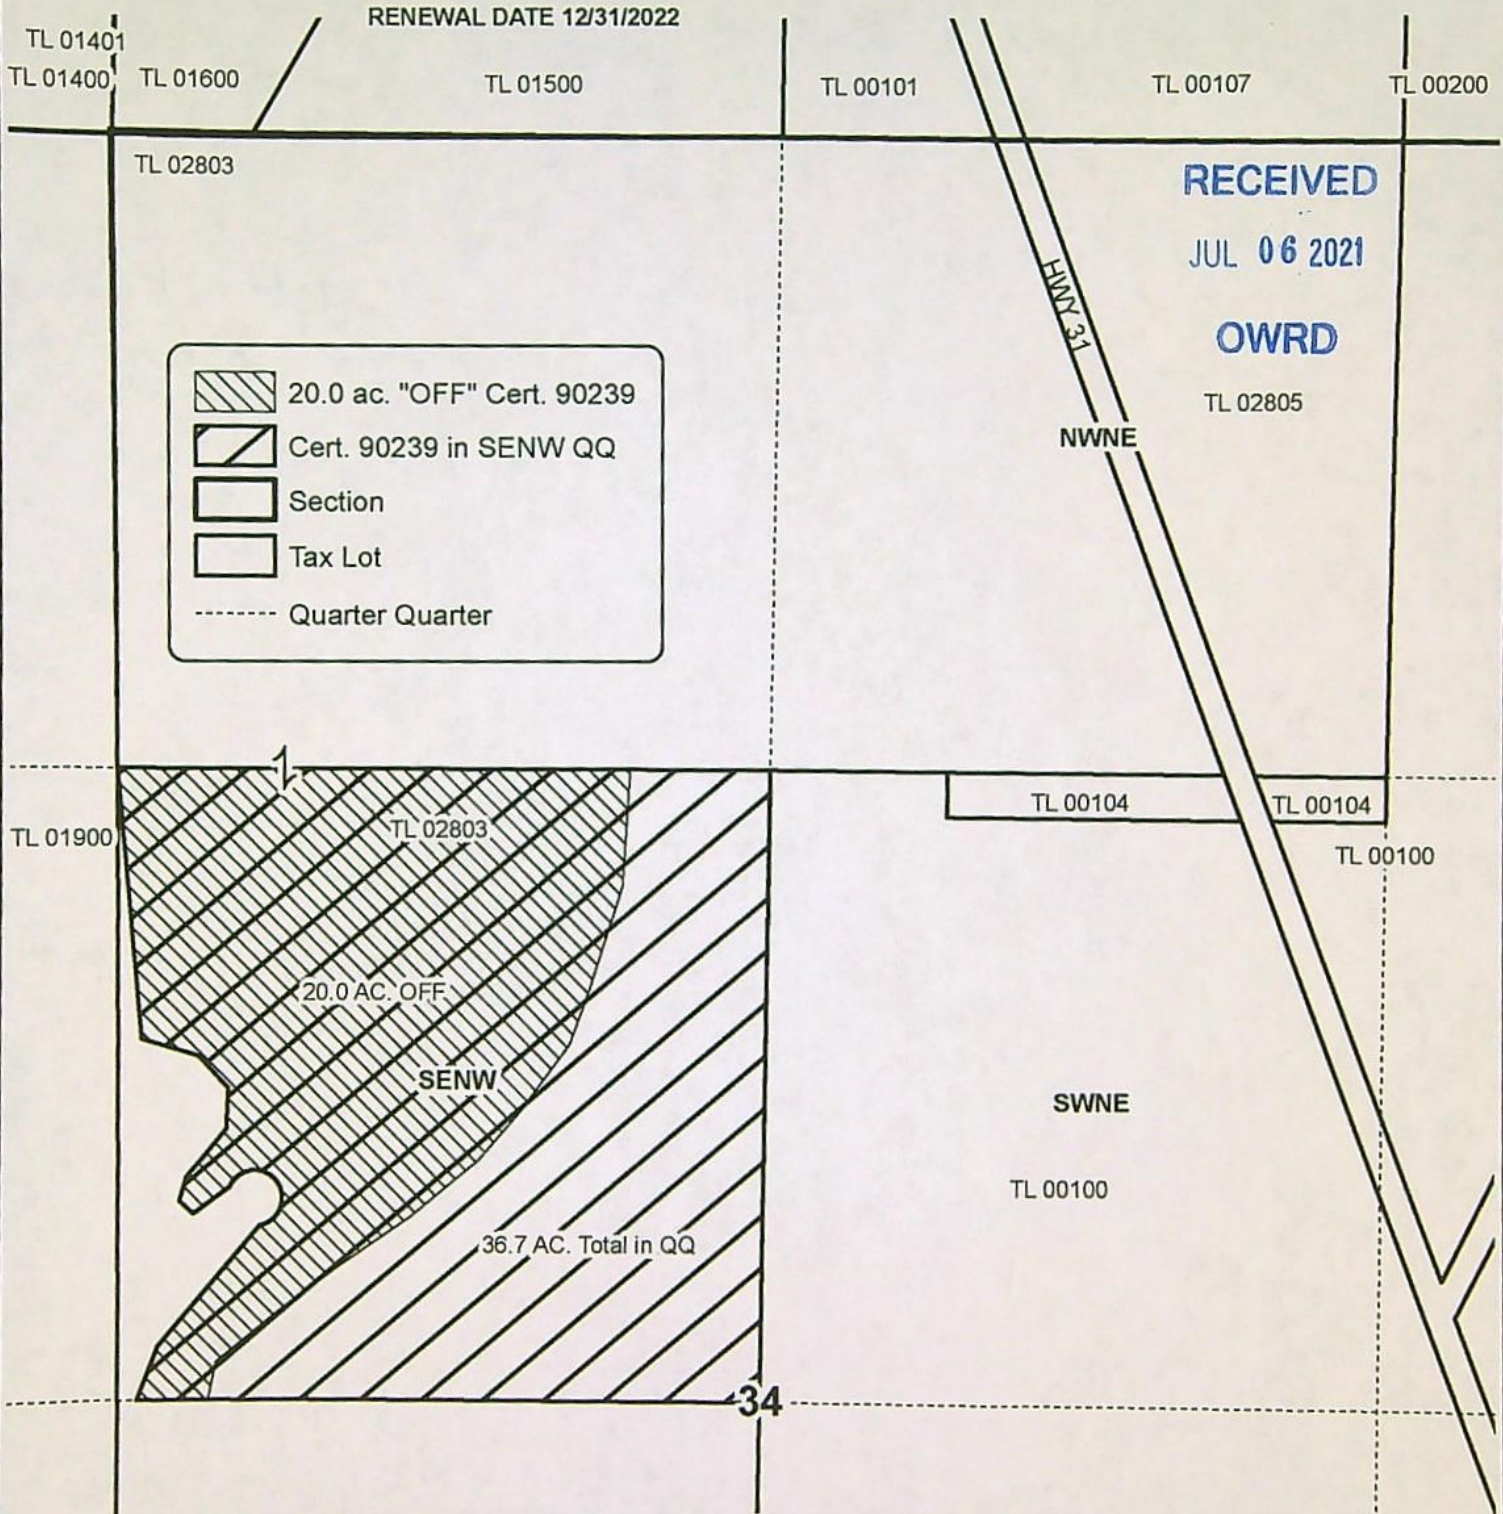 RENEWAL DATE 12/31/2022
TL 01401
TL 01400
TL 01600
TL 01500
TL 00101
TL 00107
TL 00200
TL 02803
RECEIVED
JUL 06 2021
OWRD
HWY 31
TL 02805
NWNE
20.0 ac. "OFF" Cert. 90239
Cert. 90239 in SENW QQ
Section
Tax Lot
Quarter Quarter
TL 00104
TL 00104
TL 01900
TL 02803
TL 00100
20.0 AC. OFF
SENW
SWNE
TL 00100
36.7 AC. Total in QQ
34